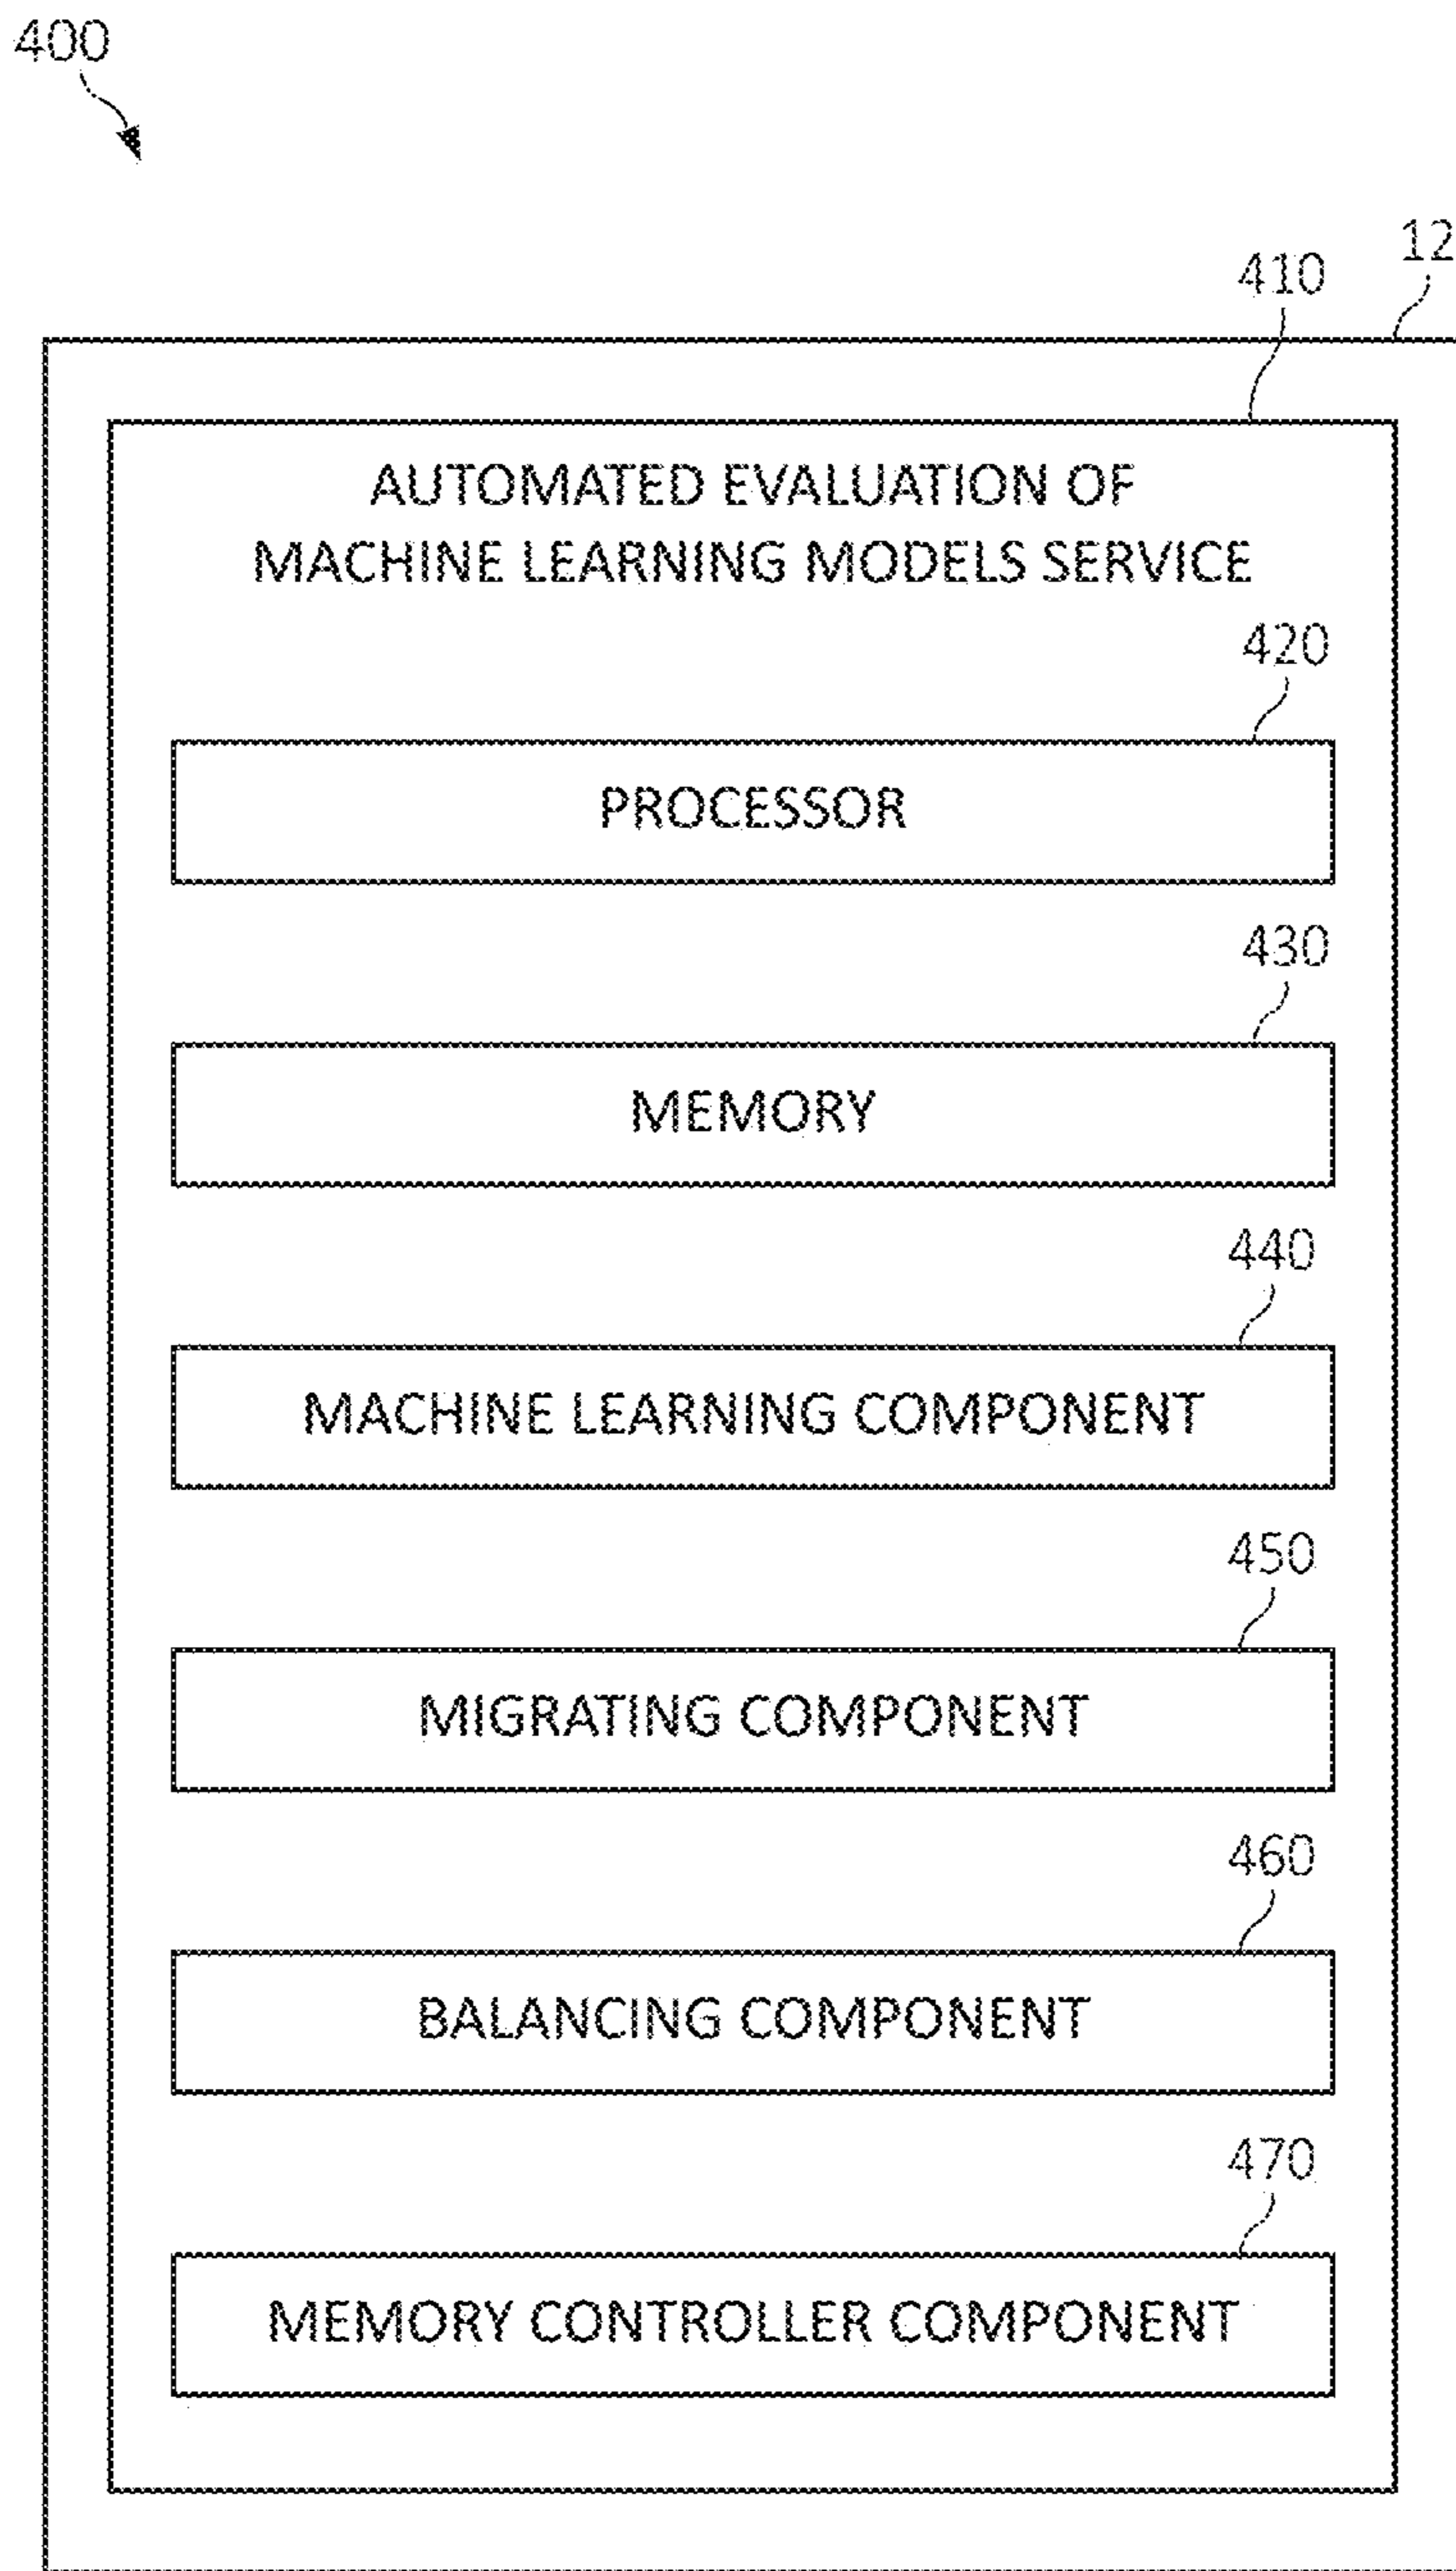 400
12
410
AUTOMATED EVALUATION OF
MACHINE LEARNING MODELS SERVICE
420
PROCESSOR
430
MEMORY
440
MACHINE LEARNING COMPONENT
450
MIGRATING COMPONENT
460
BALANCING COMPONENT
470
MEMORY CONTROLLER COMPONENT